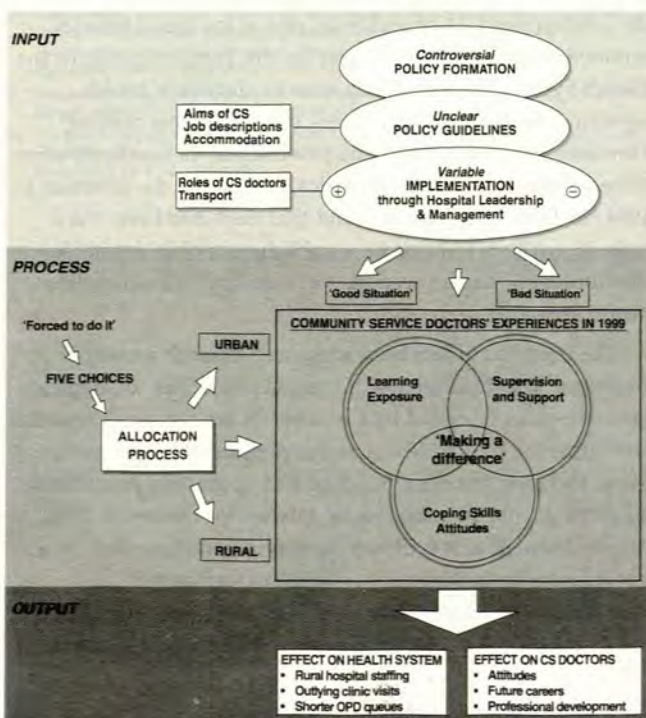 INPUT
Controversial
POLICY FORMATION
Unclear
POLICY GUIDELINES
Aims of CS
Job descriptions
Accommodation
Variable
IMPLEMENTATION
through Hospital Leadership
& Management
+
−
Roles of CS doctors
Transport
PROCESS
'Good Situation'
'Bad Situation'
'Forced to do it'
FIVE CHOICES
ALLOCATION
PROCESS
URBAN
RURAL
COMMUNITY SERVICE DOCTORS' EXPERIENCES IN 1999
Learning
Exposure
Supervision
and Support
'Making a
difference'
Coping Skills
Attitudes
OUTPUT
EFFECT ON HEALTH SYSTEM
• Rural hospital staffing
• Outlying clinic visits
• Shorter OPD queues
EFFECT ON CS DOCTORS
• Attitudes
• Future careers
• Professional development